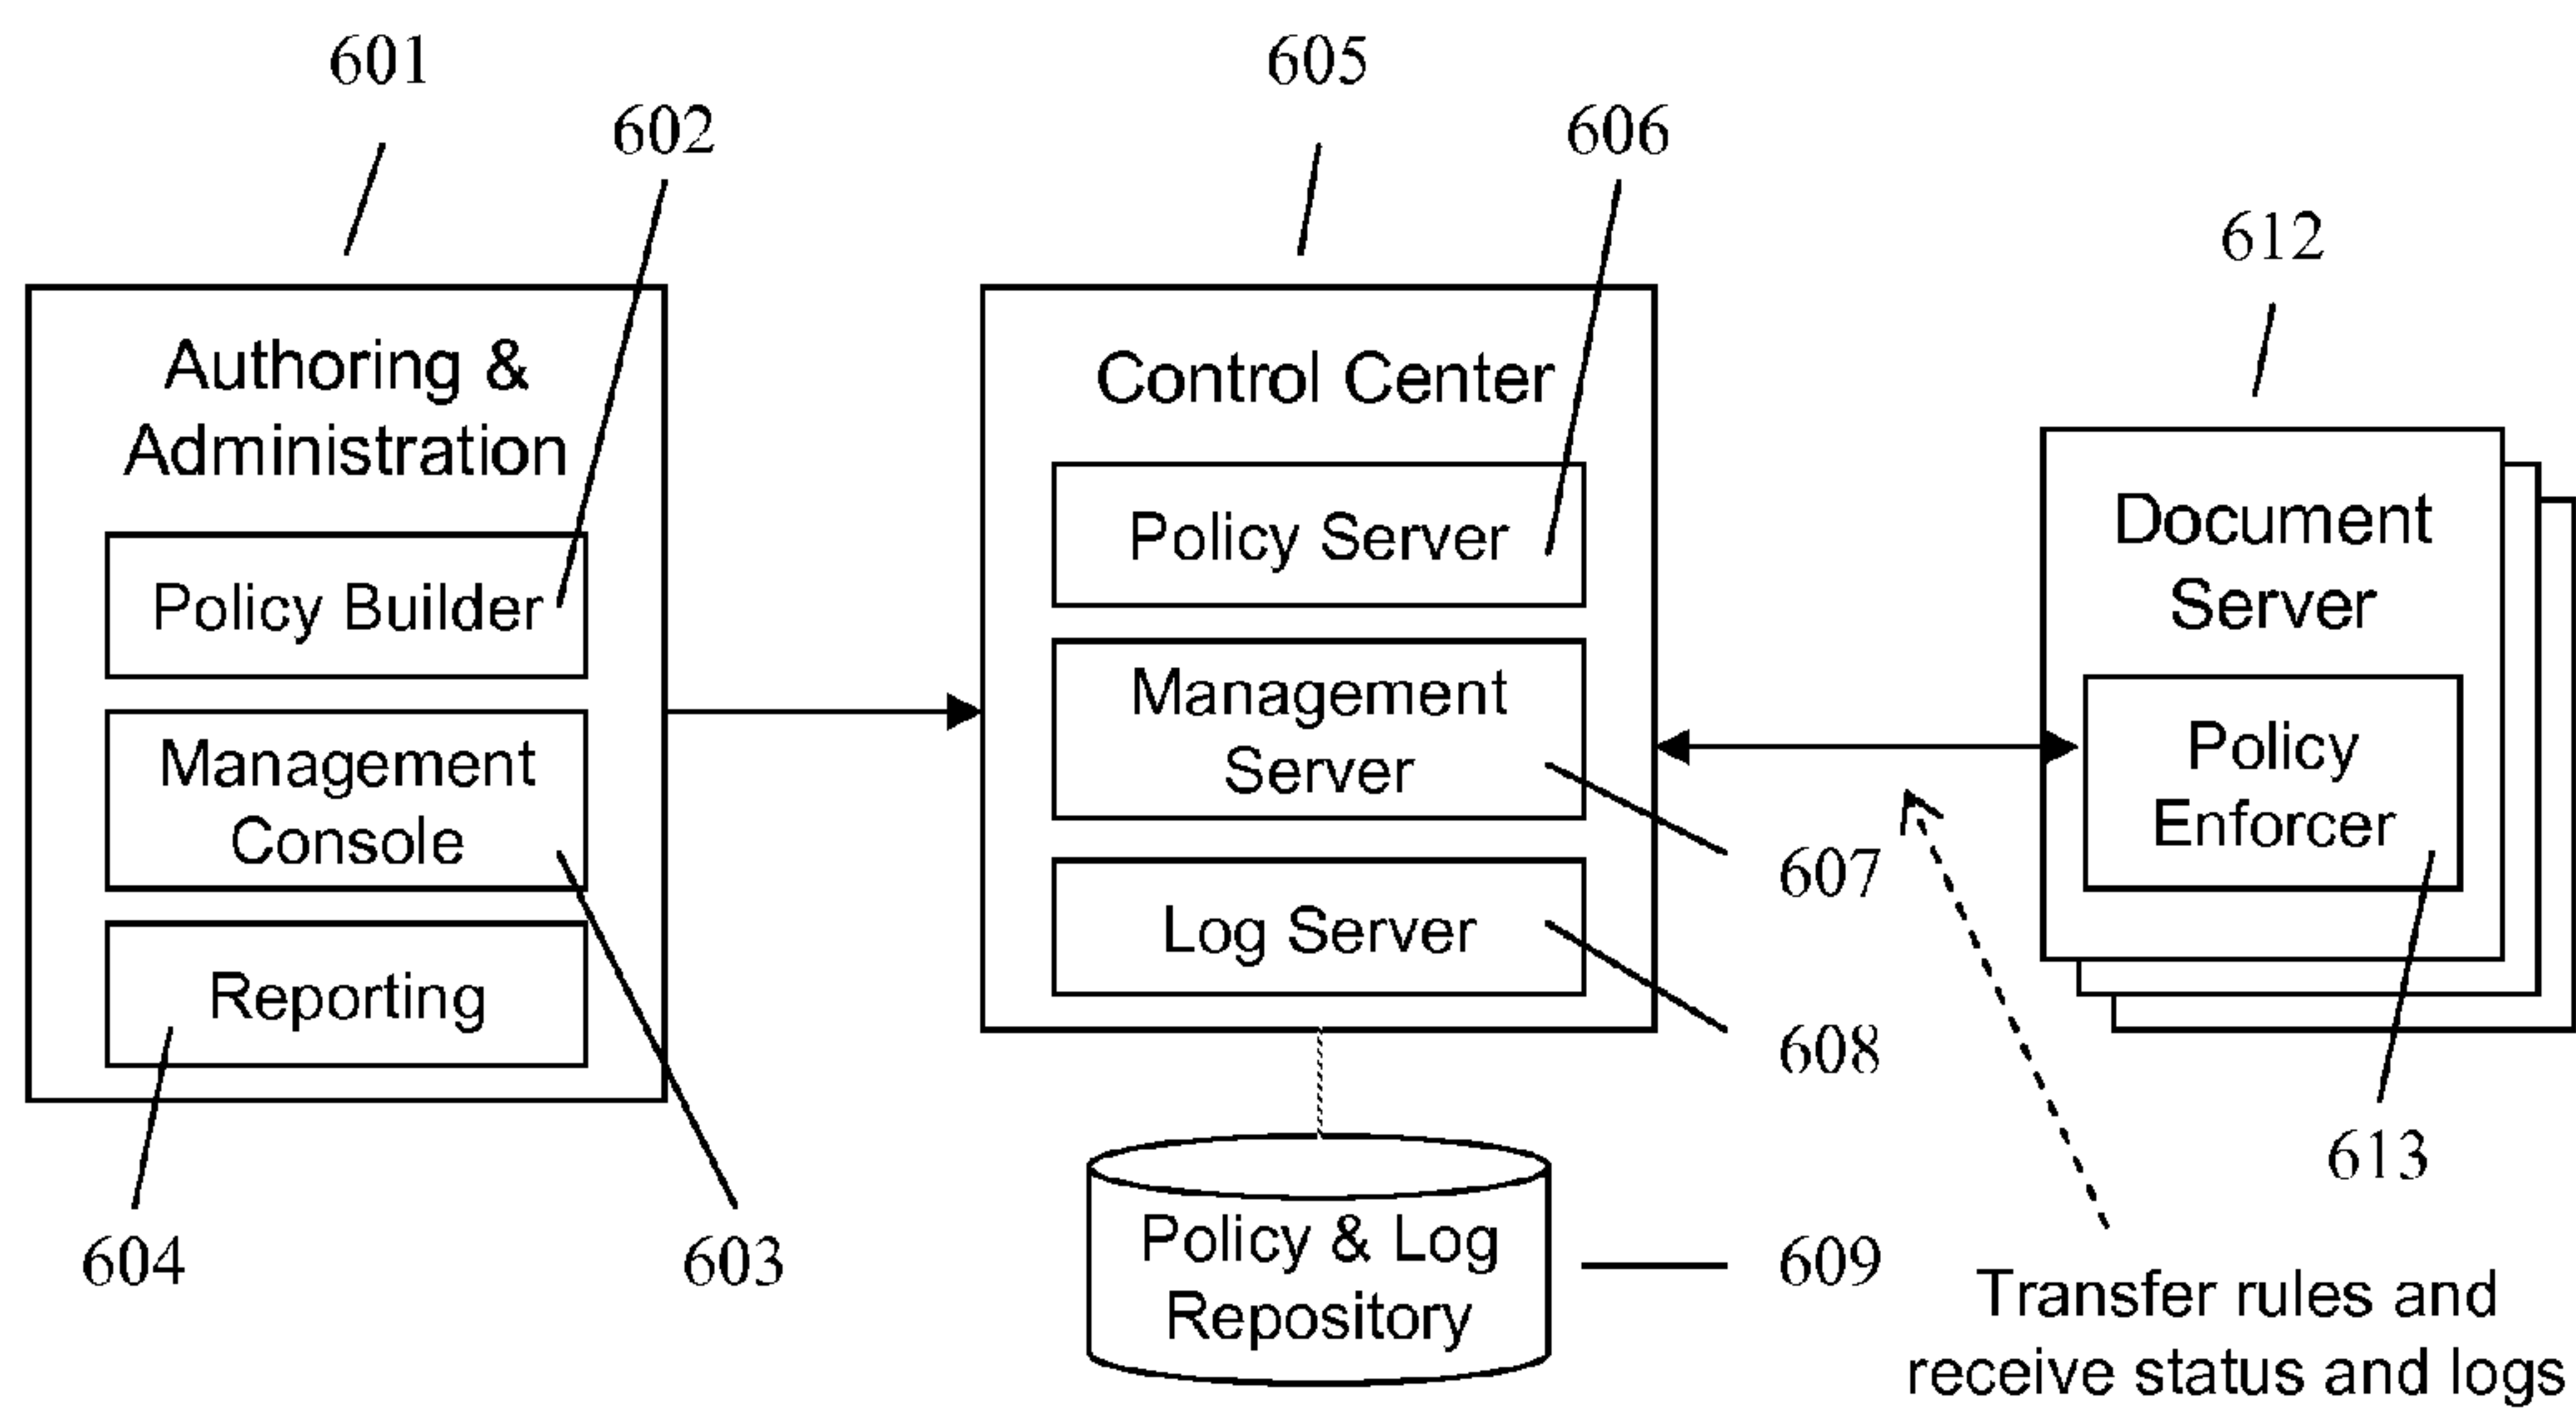 601
602
Authoring &
Administration
Policy Builder
Management
Console
Reporting
604
603
605
606
Control Center
Policy Server
Management
Server
Log Server
607
608
Policy & Log
Repository
609
612
Document
Server
Policy
Enforcer
613
Transfer rules and
receive status and logs